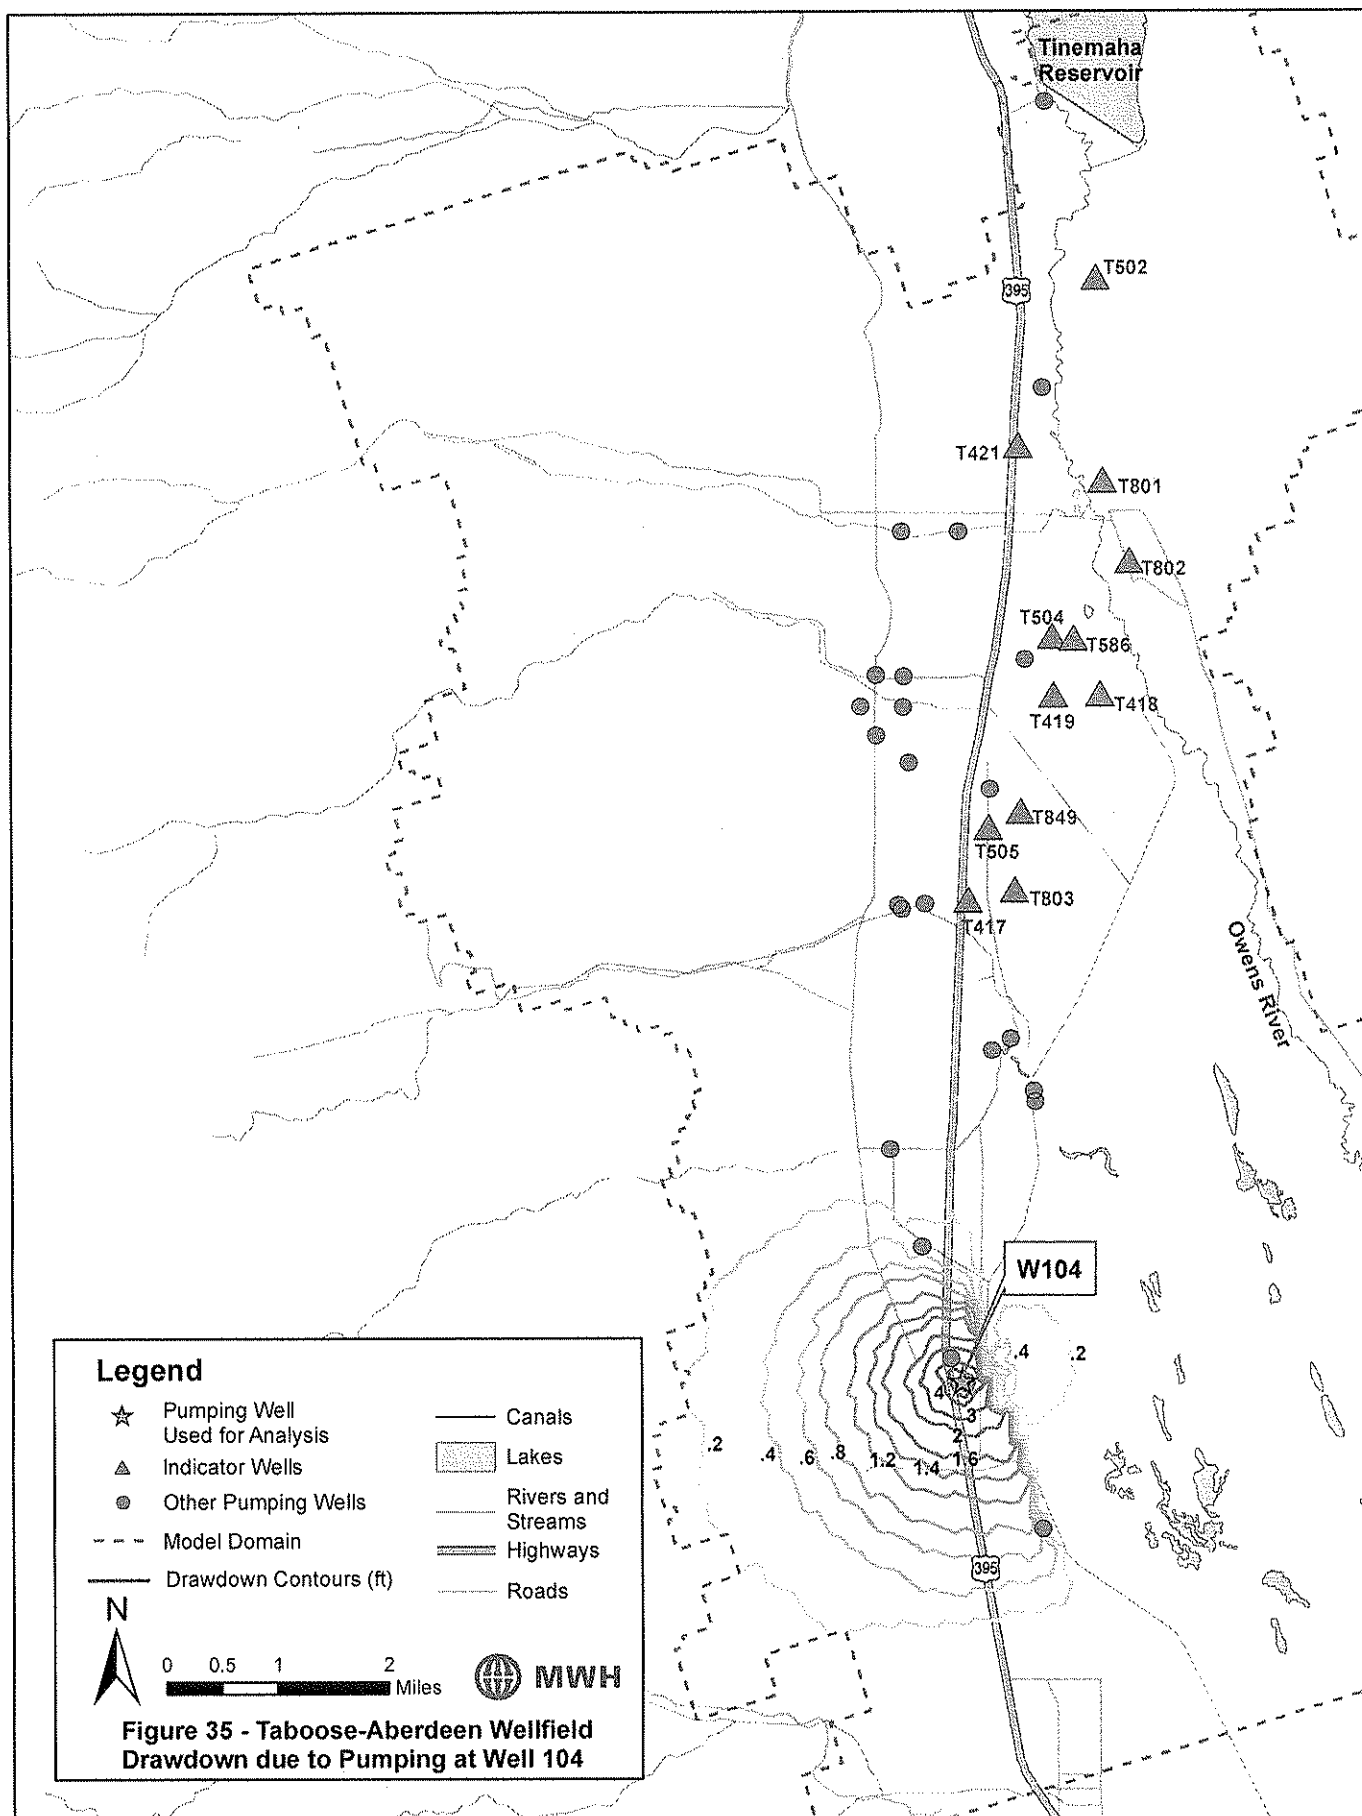 Tinemaha
Reservoir
T502
395
T421
T801
T802
T504
T586
T419
T418
T849
T505
T803
T417
Owens River
W104
.4
.2
4
3
2
.2
.4
.6
.8
1.2
1.4
1.6
395
Legend
Pumping Well
Used for Analysis
Indicator Wells
Other Pumping Wells
Model Domain
Drawdown Contours (ft)
Canals
Lakes
Rivers and
Streams
Highways
Roads
N
0 0.5 1 2
Miles
MWH
Figure 35 - Taboose-Aberdeen Wellfield
Drawdown due to Pumping at Well 104